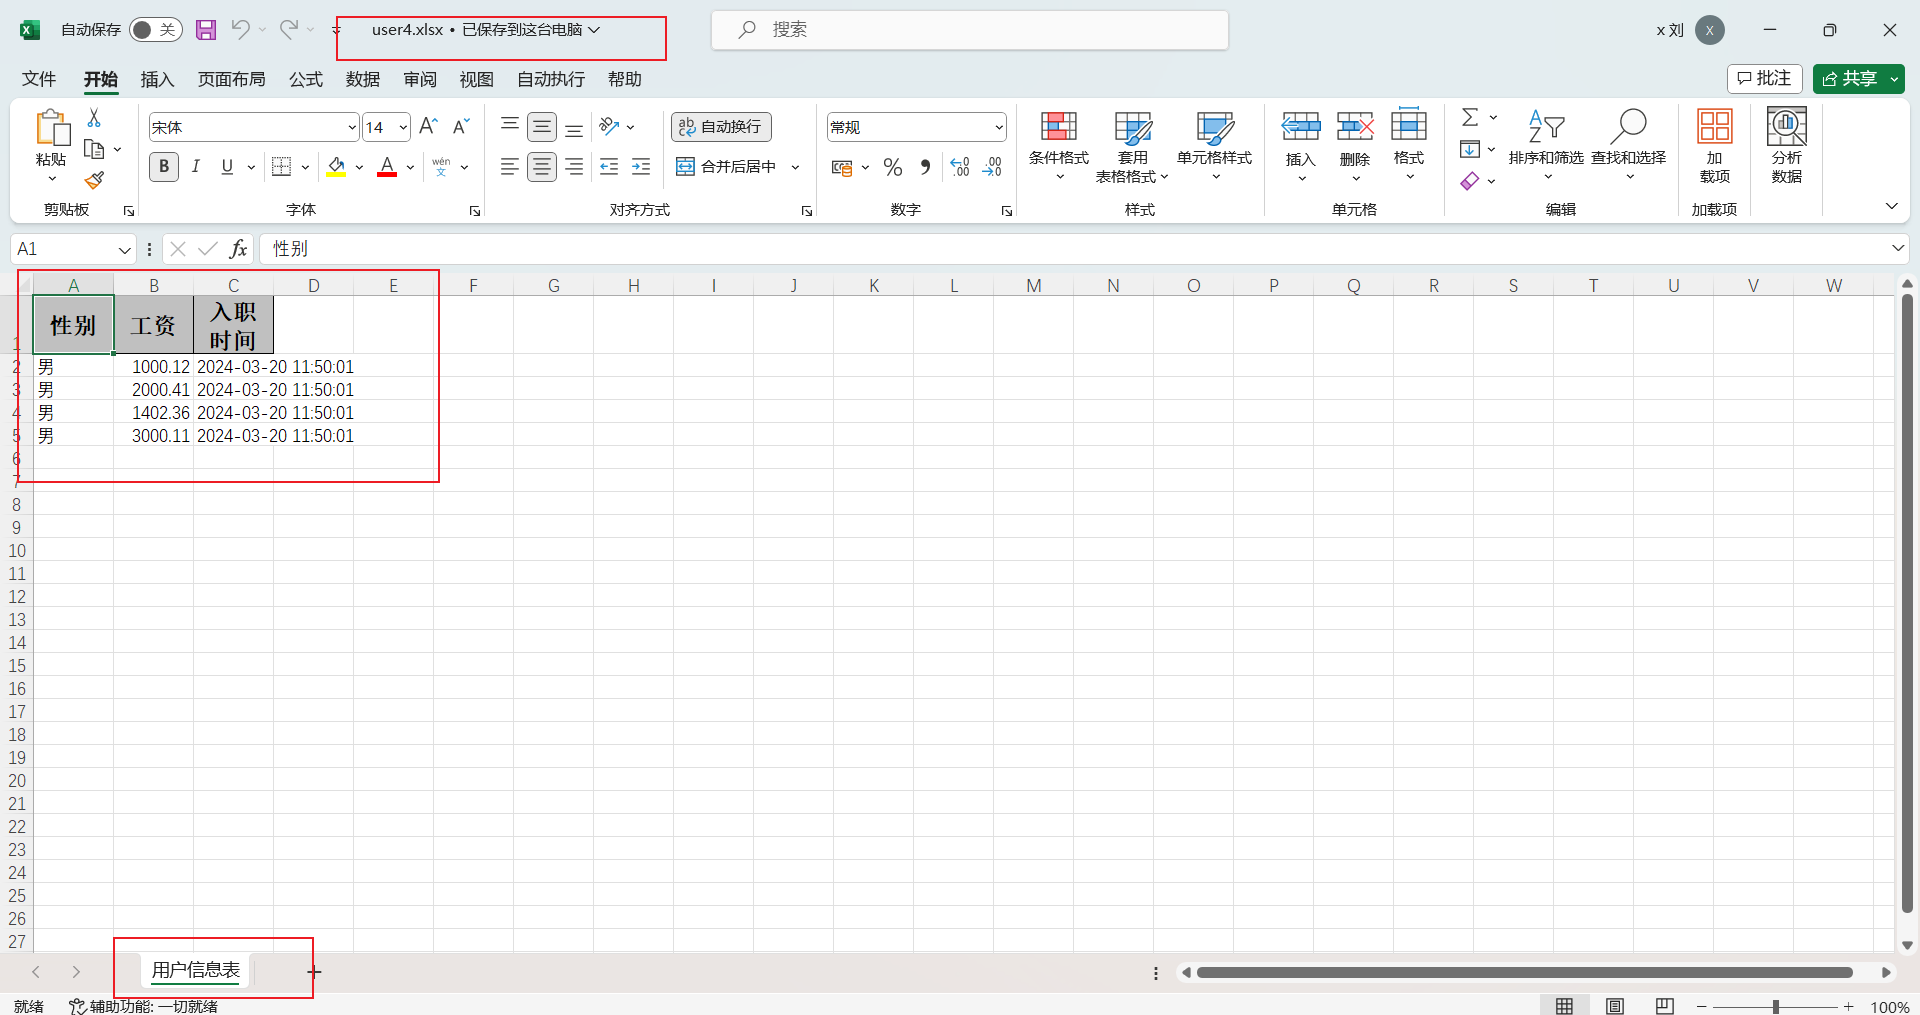 自动保存 关 user4.xlsx • 已保存到这台电脑 搜索 x 刘 X
文件 开始 插入 页面布局 公式 数据 审阅 视图 自动执行 帮助 批注 共享
粘贴
宋体 14 A A
B I U A wén 文
ab c 自动换行
合并后居中
常规
% , .00 .00
条件格式 套用 表格格式 单元格样式 插入 删除 格式 Σ 排序和筛选 查找和选择 加 载项 分析 数据
剪贴板 字体 对齐方式 数字 样式 单元格 编辑 加载项
A1 fx 性别
A B C D E F G H I J K L M N O P Q R S T U V W
1 性别 工资 入职
时间
2 男 1000.12 2024-03-20 11:50:01
3 男 2000.41 2024-03-20 11:50:01
4 男 1402.36 2024-03-20 11:50:01
5 男 3000.11 2024-03-20 11:50:01
6
7
8
9
10
11
12
13
14
15
16
17
18
19
20
21
22
23
24
25
26
27
用户信息表
就绪 辅助功能: 一切就绪 100%